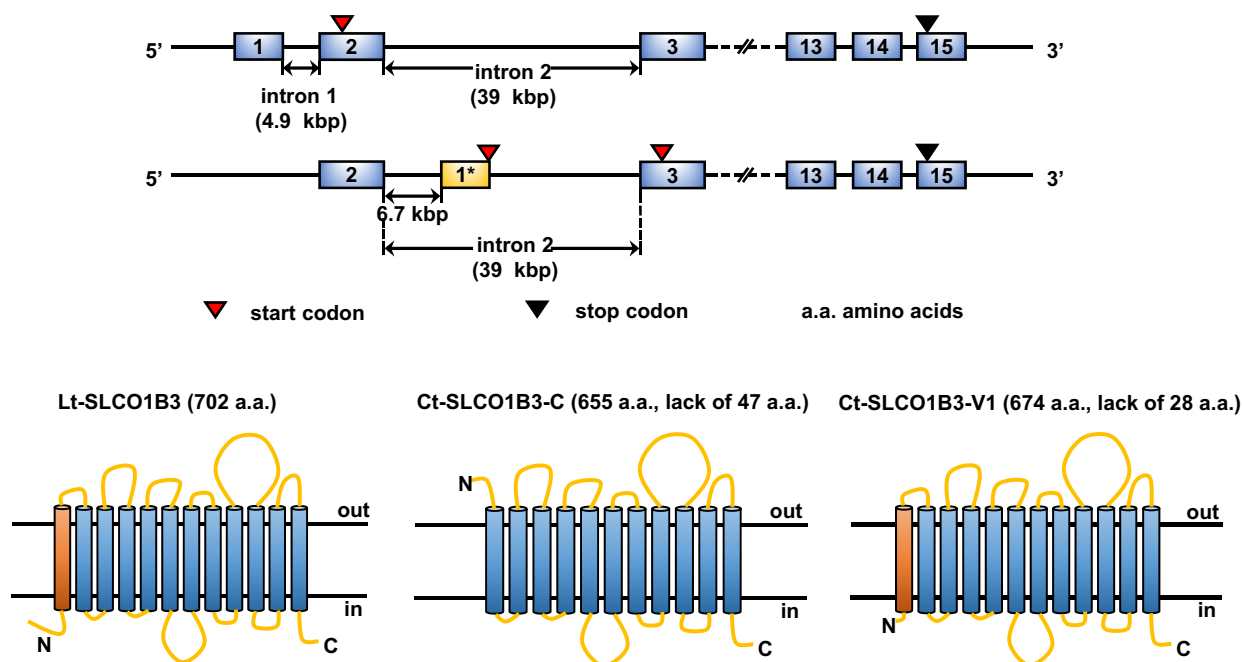 5’ 1 2 3 13 14 15 3’
intron 1
(4.9 kbp)
intron 2
(39 kbp)
5’ 2 1* 3 13 14 15 3’
6.7 kbp
intron 2
(39 kbp)
start codon stop codon a.a. amino acids
Lt-SLCO1B3 (702 a.a.)
out
in
N
C
Ct-SLCO1B3-C (655 a.a., lack of 47 a.a.)
N
out
in
C
Ct-SLCO1B3-V1 (674 a.a., lack of 28 a.a.)
out
in
N
C